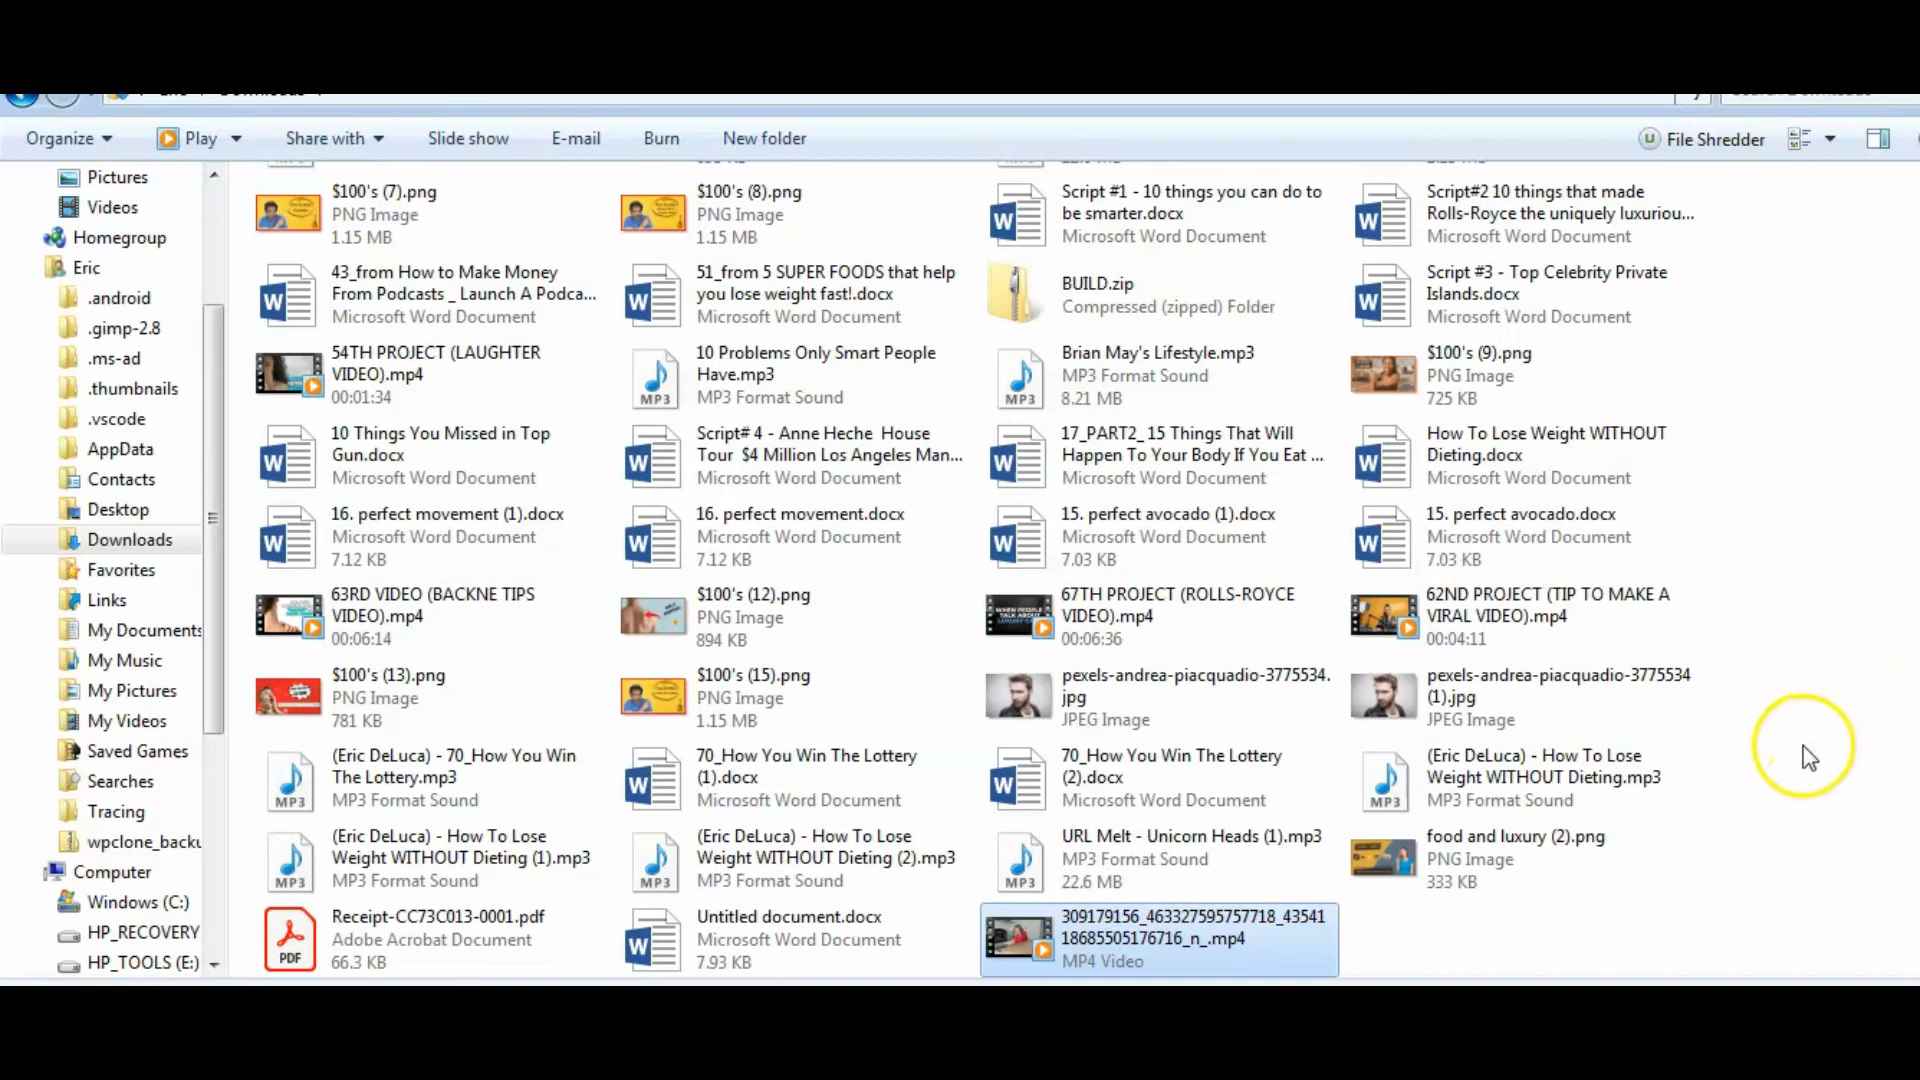 Organize
Play
Share with
Slide show
E-mail
Burn
New folder
File Shredder
Pictures
Videos
Homegroup
Eric
.android
.gimp-2.8
.ms-ad
.thumbnails
.vscode
AppData
Contacts
Desktop
Downloads
Favorites
Links
My Documents
My Music
My Pictures
My Videos
Saved Games
Searches
Tracing
wpclone_backu
Computer
Windows (C:)
HP_RECOVERY
HP_TOOLS (E:)
$100's (7).png
PNG Image
1.15 MB
$100's (8).png
PNG Image
1.15 MB
Script #1 - 10 things you can do to
be smarter.docx
Microsoft Word Document
Script#2 10 things that made
Rolls-Royce the uniquely luxuriou...
Microsoft Word Document
43_from How to Make Money
From Podcasts _ Launch A Podca...
Microsoft Word Document
51_from 5 SUPER FOODS that help
you lose weight fast!.docx
Microsoft Word Document
BUILD.zip
Compressed (zipped) Folder
Script #3 - Top Celebrity Private
Islands.docx
Microsoft Word Document
54TH PROJECT (LAUGHTER
VIDEO).mp4
00:01:34
MP3
10 Problems Only Smart People
Have.mp3
MP3 Format Sound
MP3
Brian May's Lifestyle.mp3
MP3 Format Sound
8.21 MB
$100's (9).png
PNG Image
725 KB
10 Things You Missed in Top
Gun.docx
Microsoft Word Document
Script# 4 - Anne Heche House
Tour $4 Million Los Angeles Man...
Microsoft Word Document
17_PART2_ 15 Things That Will
Happen To Your Body If You Eat ...
Microsoft Word Document
How To Lose Weight WITHOUT
Dieting.docx
Microsoft Word Document
16. perfect movement (1).docx
Microsoft Word Document
7.12 KB
16. perfect movement.docx
Microsoft Word Document
7.12 KB
15. perfect avocado (1).docx
Microsoft Word Document
7.03 KB
15. perfect avocado.docx
Microsoft Word Document
7.03 KB
63RD VIDEO (BACKNE TIPS
VIDEO).mp4
00:06:14
$100's (12).png
PNG Image
894 KB
WHEN PEOPLE
TALK ABOUT
67TH PROJECT (ROLLS-ROYCE
VIDEO).mp4
00:06:36
62ND PROJECT (TIP TO MAKE A
VIRAL VIDEO).mp4
00:04:11
$100's (13).png
PNG Image
781 KB
$100's (15).png
PNG Image
1.15 MB
pexels-andrea-piacquadio-3775534.
jpg
JPEG Image
pexels-andrea-piacquadio-3775534
(1).jpg
JPEG Image
MP3
(Eric DeLuca) - 70_How You Win
The Lottery.mp3
MP3 Format Sound
70_How You Win The Lottery
(1).docx
Microsoft Word Document
70_How You Win The Lottery
(2).docx
Microsoft Word Document
MP3
(Eric DeLuca) - How To Lose
Weight WITHOUT Dieting.mp3
MP3 Format Sound
MP3
(Eric DeLuca) - How To Lose
Weight WITHOUT Dieting (1).mp3
MP3 Format Sound
MP3
(Eric DeLuca) - How To Lose
Weight WITHOUT Dieting (2).mp3
MP3 Format Sound
MP3
URL Melt - Unicorn Heads (1).mp3
MP3 Format Sound
22.6 MB
food and luxury (2).png
PNG Image
333 KB
PDF
Receipt-CC73C013-0001.pdf
Adobe Acrobat Document
66.3 KB
Untitled document.docx
Microsoft Word Document
7.93 KB
309179156_463327595757718_43541
18685505176716_n_.mp4
MP4 Video